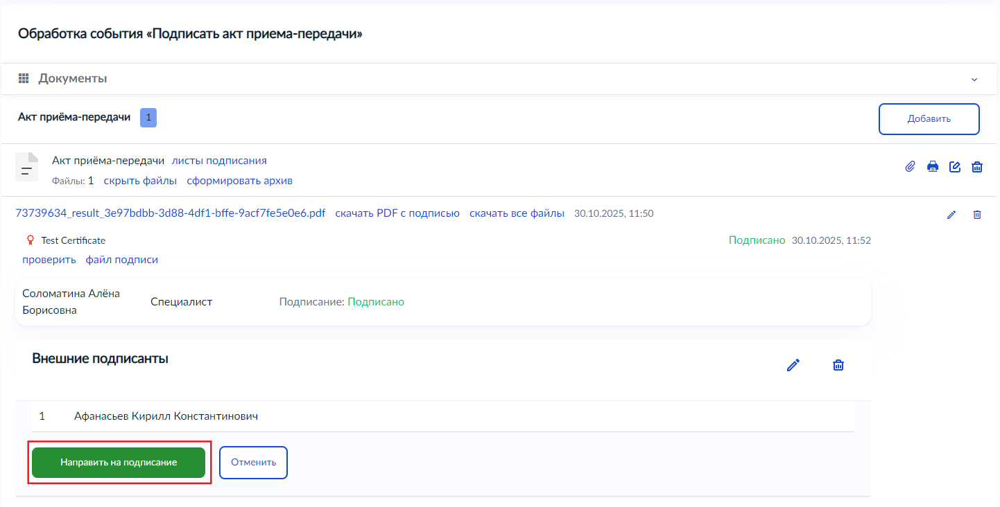 Обработка события «Подписать акт приема-передачи»
Документы
Акт приёма-передачи 1 Добавить
Акт приёма-передачи листы подписания
Файлы: 1 скрыть файлы сформировать архив
73739634_result_3e97bdbb-3d88-4df1-bffe-9acf7fe5e0e6.pdf скачать PDF с подписью скачать все файлы 30.10.2025, 11:50
Test Certificate Подписано 30.10.2025, 11:52
проверить файл подписи
Соломатина Алёна
Борисовна
Специалист Подписание: Подписано
Внешние подписанты
1 Афанасьев Кирилл Константинович
Направить на подписание Отменить